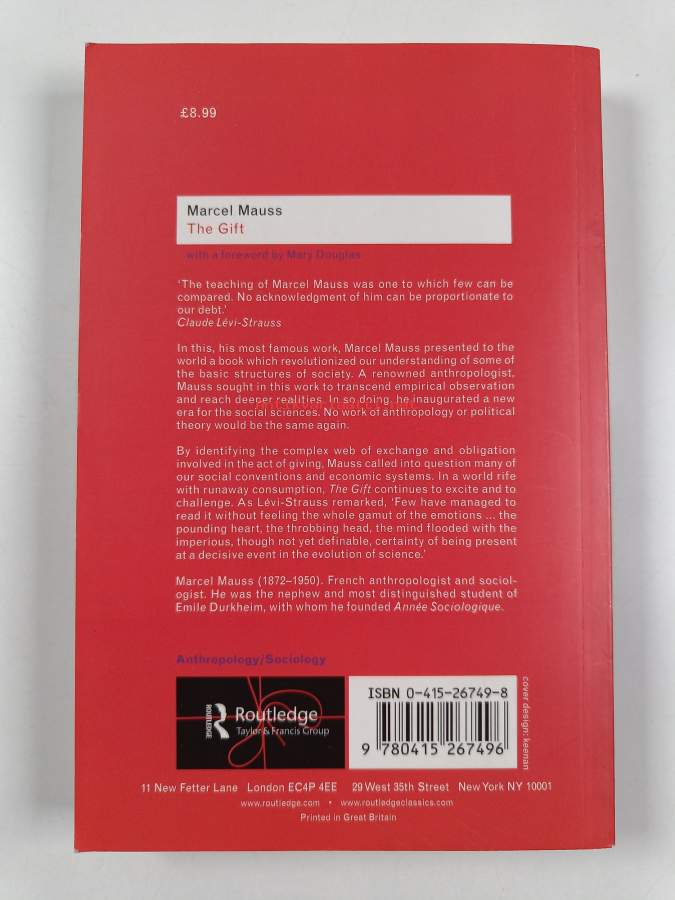 £8.99
Marcel Mauss
The Gift
with a foreword by Mary Douglas
'The teaching of Marcel Mauss was one to which few can be
compared. No acknowledgment of him can be proportionate to
our debt.'
Claude Lévi-Strauss
In this, his most famous work, Marcel Mauss presented to the
world a book which revolutionized our understanding of some of
the basic structures of society. A renowned anthropologist,
Mauss sought in this work to transcend empirical observation
and reach deeper realities. In so doing, he inaugurated a new
era for the social sciences. No work of anthropology or political
theory would be the same again.
By identifying the complex web of exchange and obligation
involved in the act of giving, Mauss called into question many of
our social conventions and economic systems. In a world rife
with runaway consumption, The Gift continues to excite and to
challenge. As Lévi-Strauss remarked, 'Few have managed to
read it without feeling the whole gamut of the emotions ... the
pounding heart, the throbbing head, the mind flooded with the
imperious, though not yet definable, certainty of being present
at a decisive event in the evolution of science.'
Marcel Mauss (1872–1950). French anthropologist and sociol-
ogist. He was the nephew and most distinguished student of
Emile Durkheim, with whom he founded Année Sociologique.
Anthropology/Sociology
ROUTLEDGE
Routledge
Taylor & Francis Group
ISBN 0-415-26749-8
9 780415 267496
cover design: keenan
11 New Fetter Lane London EC4P 4EE 29 West 35th Street New York NY 10001
www.routledge.com • www.routledgeclassics.com
Printed in Great Britain